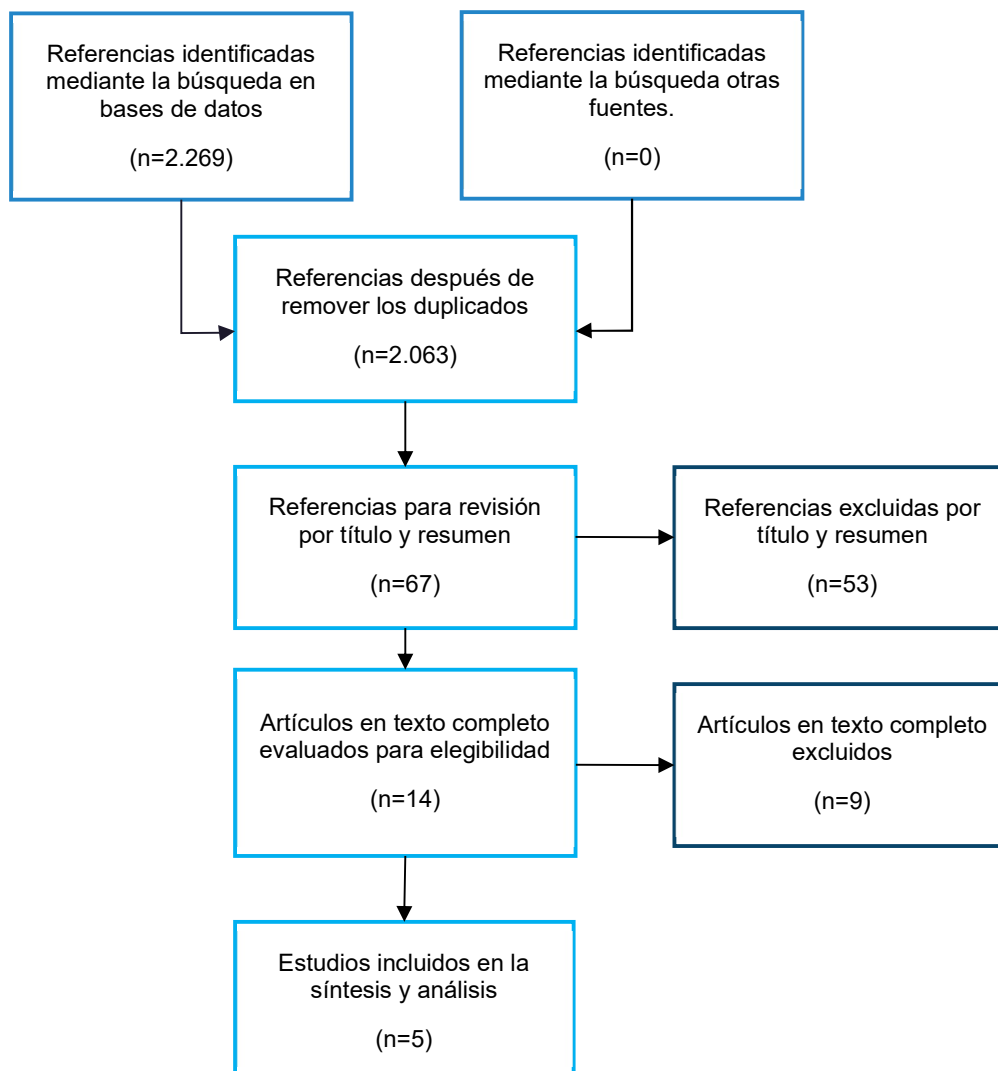 Referencias identificadas
mediante la búsqueda en
bases de datos
(n=2.269)
Referencias identificadas
mediante la búsqueda otras
fuentes.
(n=0)
Referencias después de
remover los duplicados
(n=2.063)
Referencias para revisión
por título y resumen
(n=67)
Referencias excluidas por
título y resumen
(n=53)
Artículos en texto completo
evaluados para elegibilidad
(n=14)
Artículos en texto completo
excluidos
(n=9)
Estudios incluidos en la
síntesis y análisis
(n=5)